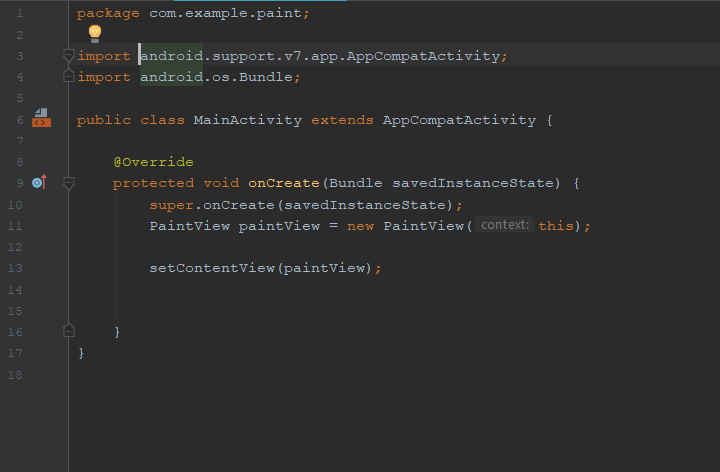 1 package com.example.paint;
2
3 import android.support.v7.app.AppCompatActivity;
4 import android.os.Bundle;
5
6 public class MainActivity extends AppCompatActivity {
7
8 @Override
9 protected void onCreate(Bundle savedInstanceState) {
10 super.onCreate(savedInstanceState);
11 PaintView paintView = new PaintView( context: this);
12
13 setContentView(paintView);
14
15
16 }
17 }
18